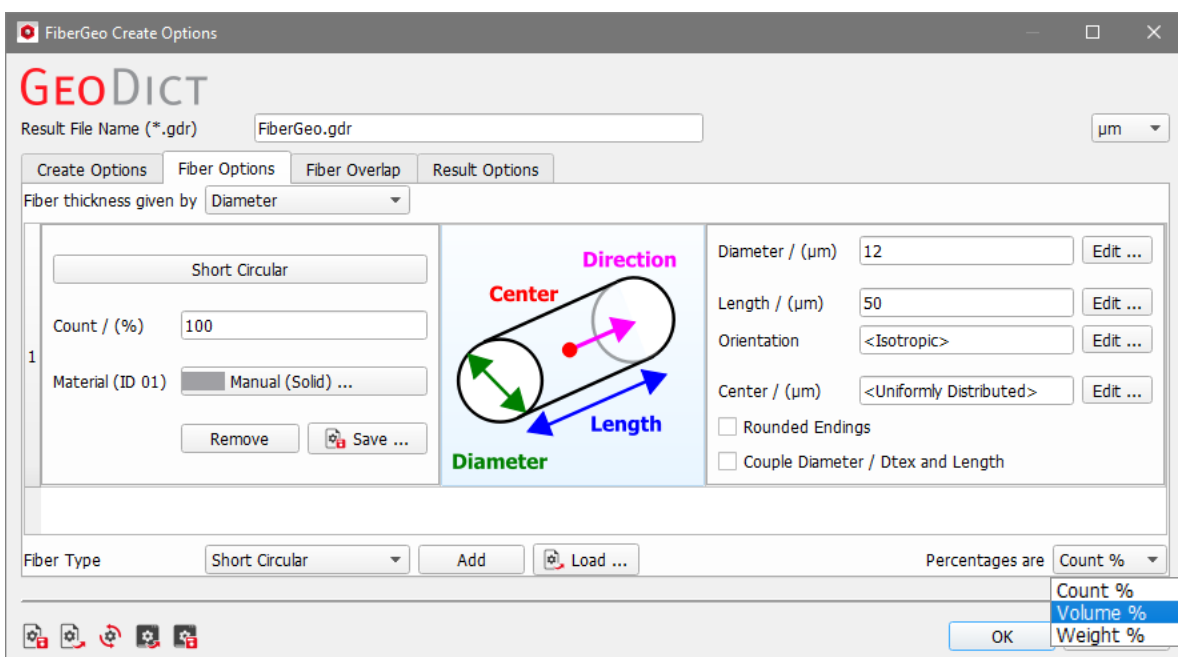 FiberGeo Create Options
GEODICT
Result File Name (*.gdr) FiberGeo.gdr µm
Create Options Fiber Options Fiber Overlap Result Options
Fiber thickness given by Diameter
1
Short Circular
Count / (%) 100
Material (ID 01) Manual (Solid) ...
Remove Save ...
Direction
Center
Length
Diameter
Diameter / (µm) 12 Edit ...
Length / (µm) 50 Edit ...
Orientation <Isotropic> Edit ...
Center / (µm) <Uniformly Distributed> Edit ...
Rounded Endings
Couple Diameter / Dtex and Length
Fiber Type Short Circular Add Load ... Percentages are Count %
Count %
Volume %
Weight %
OK